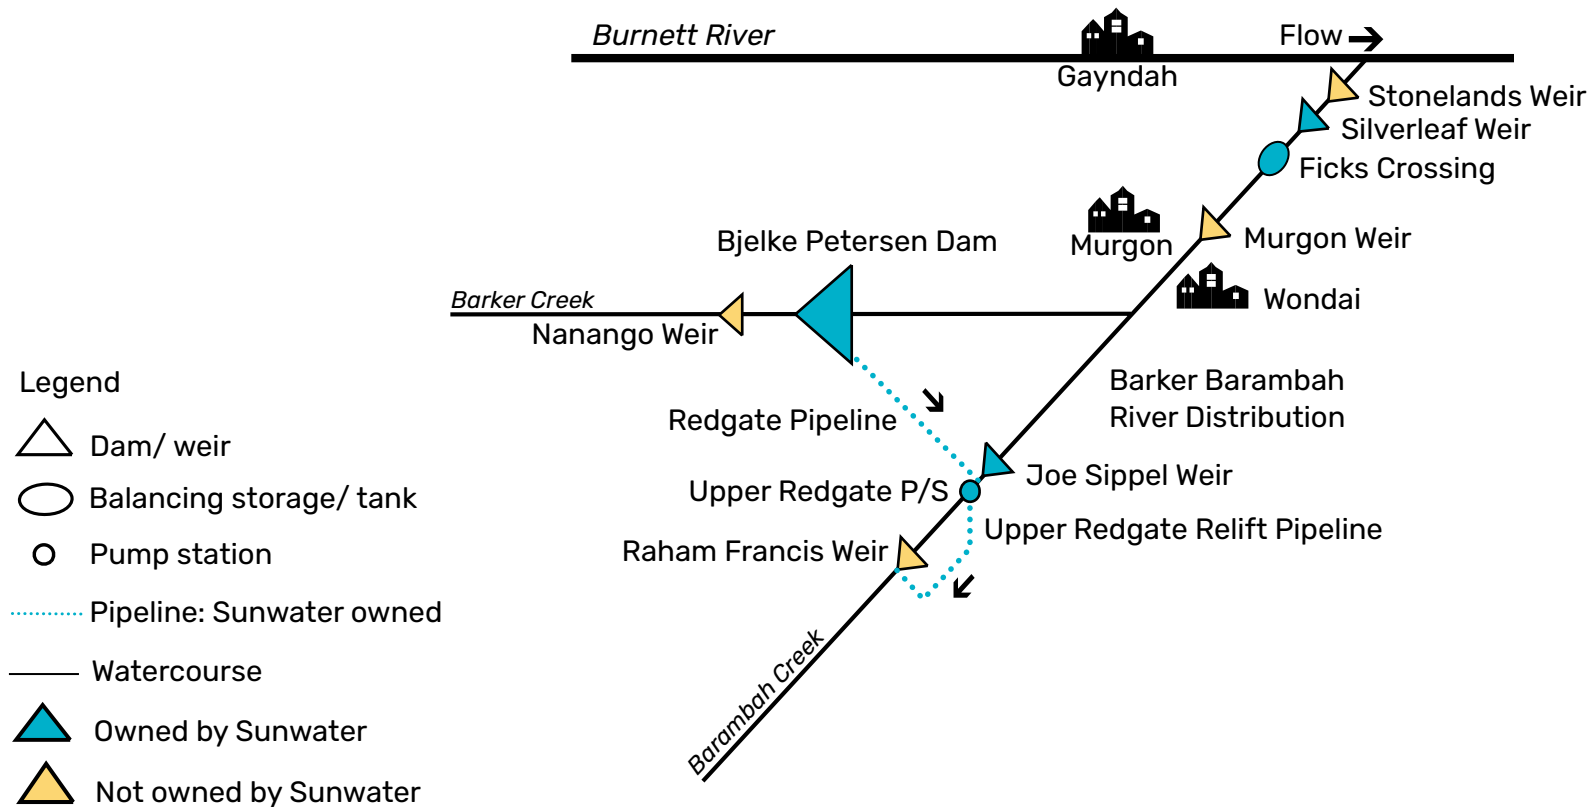 Burnett River
Flow
Gayndah
Stonelands Weir
Silverleaf Weir
Ficks Crossing
Murgon
Murgon Weir
Bjelke Petersen Dam
Wondai
Barker Creek
Nanango Weir
Barker Barambah
River Distribution
Redgate Pipeline
Joe Sippel Weir
Upper Redgate P/S
Upper Redgate Relift Pipeline
Raham Francis Weir
Barambah Creek
Legend
Dam/ weir
Balancing storage/ tank
Pump station
Pipeline: Sunwater owned
Watercourse
Owned by Sunwater
Not owned by Sunwater